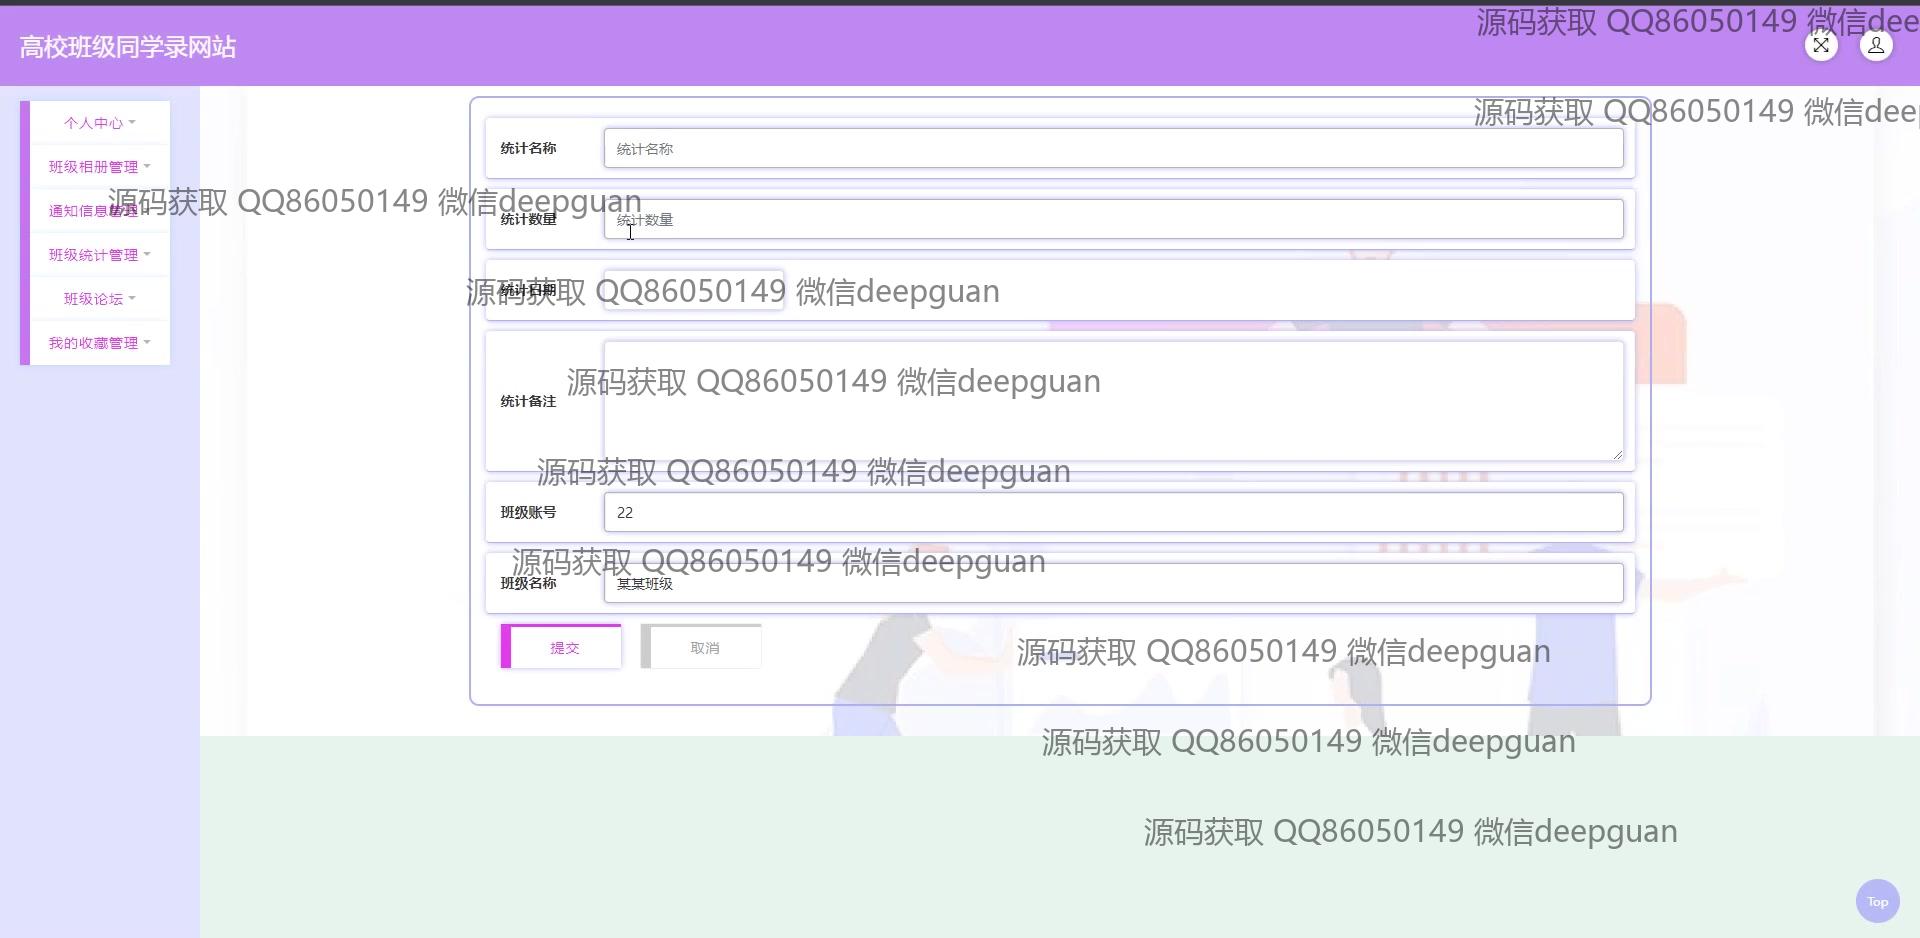 源码获取 QQ86050149 微信dee
高校班级同学录网站
个人中心
源码获取 QQ86050149 微信deep
统计名称
统计名称
班级相册管理
源码获取 QQ86050149 微信deepguan
通知信息管理
统计数量
统计数量
班级统计管理
源码获取 QQ86050149 微信deepguan
统计日期
班级论坛
我的收藏管理
源码获取 QQ86050149 微信deepguan
统计备注
源码获取 QQ86050149 微信deepguan
班级账号
22
源码获取 QQ86050149 微信deepguan
班级名称
某某班级
提交
取消
源码获取 QQ86050149 微信deepguan
源码获取 QQ86050149 微信deepguan
源码获取 QQ86050149 微信deepguan
Top